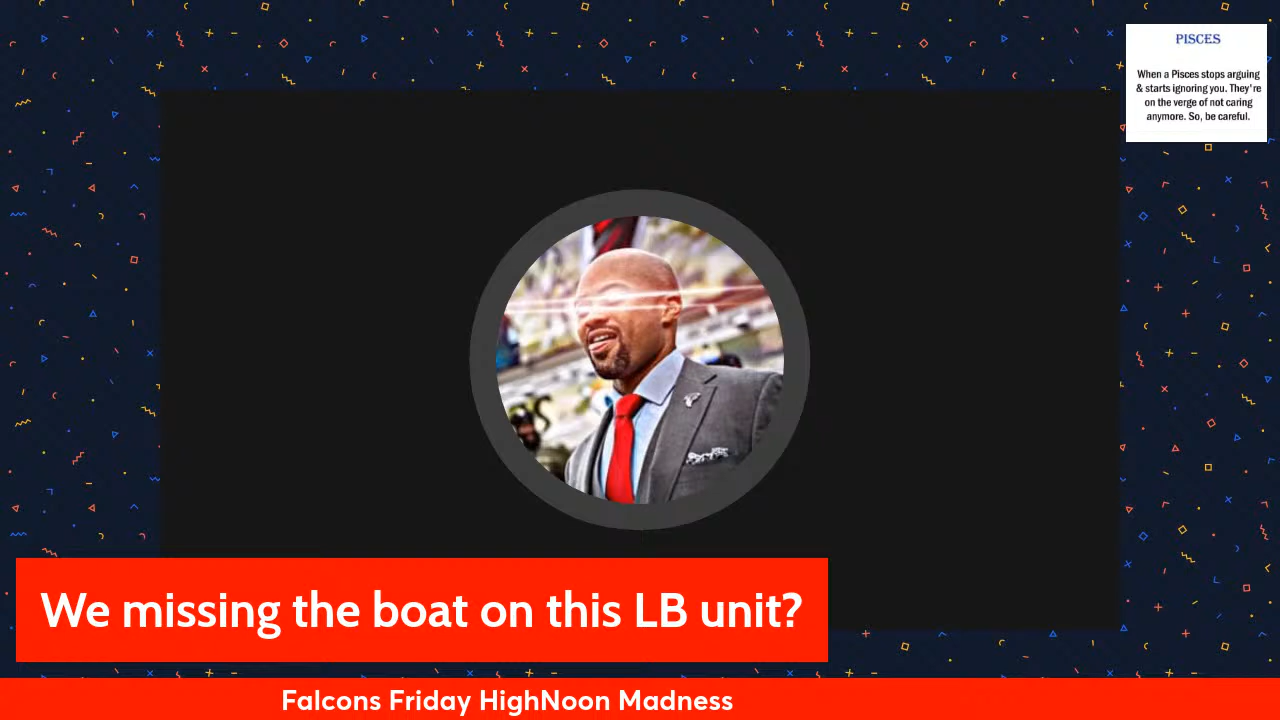 PISCES
When a Pisces stops arguing
& starts ignoring you. They're
on the verge of not caring
anymore. So, be careful.
We missing the boat on this LB unit?
Falcons Friday HighNoon Madness